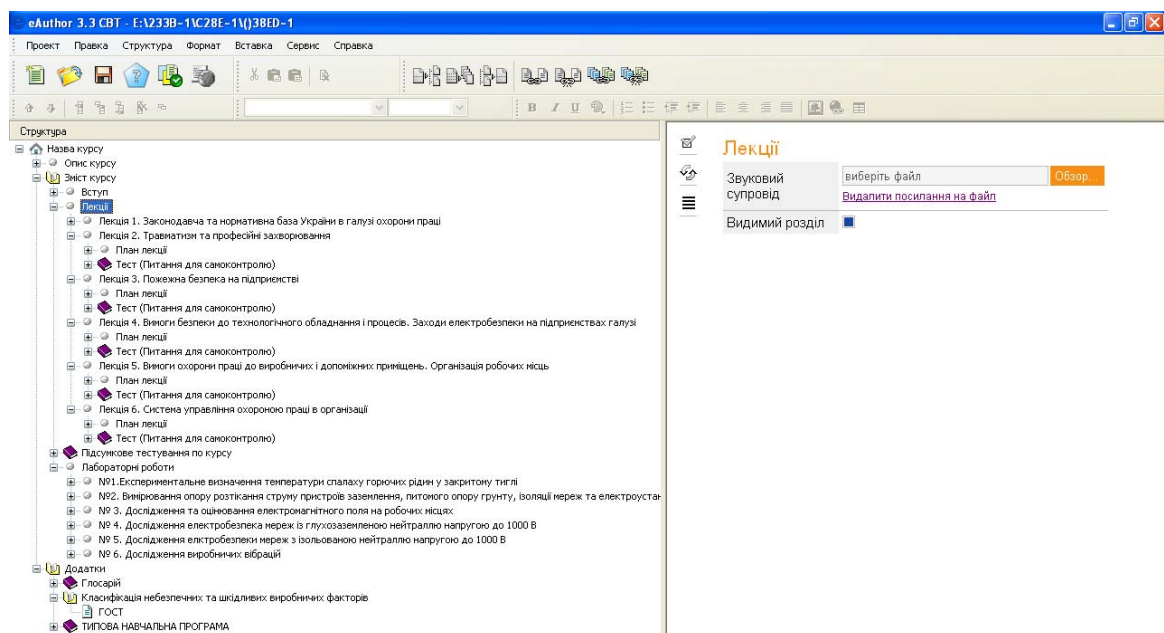 eAuthor 3.3 CBT - E:\233B~1\C28E~1\()38ED~1
Проект Правка Структура Формат Вставка Сервис Справка
B I U
Структура
Назва курсу
Опис курсу
Зміст курсу
Вступ
Лекції
Лекція 1. Законодавча та нормативна база України в галузі охорони праці
Лекція 2. Травматизм та професійні захворювання
План лекції
Тест (Питання для самоконтролю)
Лекція 3. Пожежна безпека на підприємстві
План лекції
Тест (Питання для самоконтролю)
Лекція 4. Вимоги безпеки до технологічного обладнання і процесів. Заходи електробезпеки на підприємствах галузі
План лекції
Тест (Питання для самоконтролю)
Лекція 5. Вимоги охорони праці до виробничих і допоміжних приміщень. Організація робочих місць
План лекції
Тест (Питання для самоконтролю)
Лекція 6. Система управління охороною праці в організації
План лекції
Тест (Питання для самоконтролю)
Підсумкове тестування по курсу
Лабораторні роботи
№1.Експериментальне визначення температури спалаху горючих рідин у закритому тиглі
№2. Вимірювання опору розтікання струму пристроїв заземлення, питомого опору грунту, ізоляції мереж та електроустан
№ 3. Дослідження та оцінювання електромагнітного поля на робочих місцях
№ 4. Дослідження електробезпека мереж із глухозаземленою нейтраллю напругою до 1000 В
№ 5. Дослідження елктробезпеки мереж з ізольованою нейтраллю напругою до 1000 В
№ 6. Дослідження виробничих вібрацій
Додатки
Глосарій
Класифікація небезпечних та шкідливих виробничих факторів
ГОСТ
ТИПОВА НАВЧАЛЬНА ПРОГРАМА
Лекції
Звуковий супровід
виберіть файл Обзор...
Видалити посилання на файл
Видимий розділ